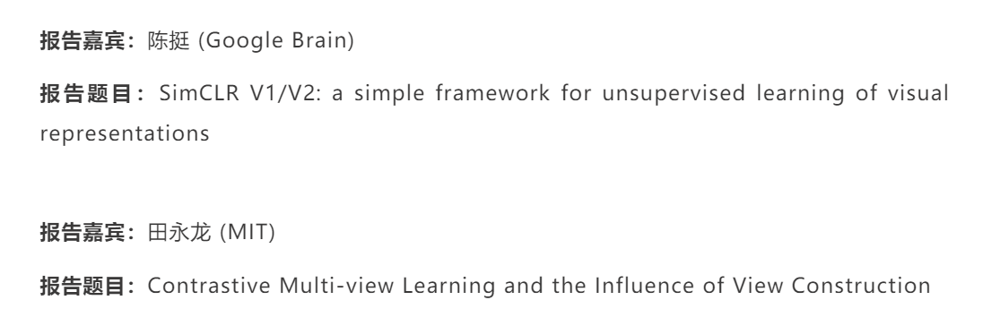 报告嘉宾：陈挺 (Google Brain)
报告题目：SimCLR V1/V2: a simple framework for unsupervised learning of visual
representations
报告嘉宾：田永龙 (MIT)
报告题目：Contrastive Multi-view Learning and the Influence of View Construction